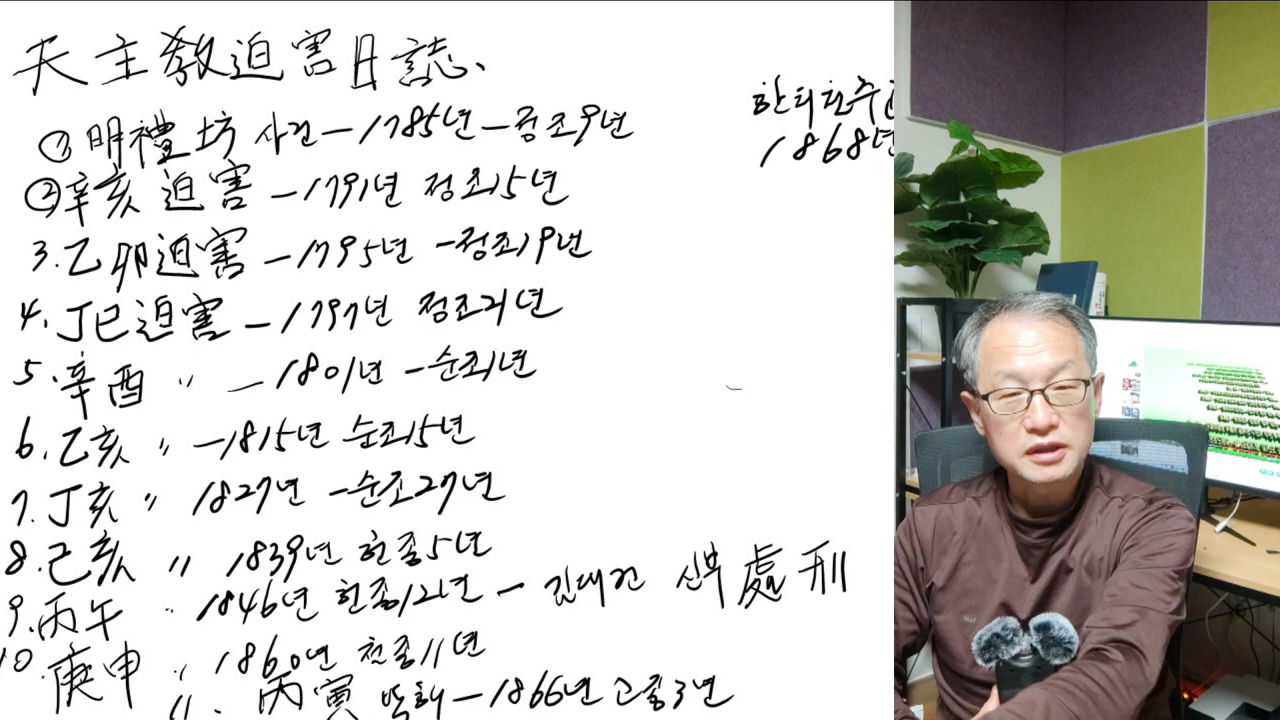 天主敎迫害日誌、
① 明禮坊 사건 – 1785년 – 정조9년
② 辛亥 迫害 – 1791년 정조15년
3. 乙卯迫害 – 1795년 – 정조19년
4. 丁巳迫害 – 1797년 정조21년
5. 辛酉 〃 – 1801년 – 순조1년
6. 乙亥 〃 – 1815년 순조15년
7. 丁亥 〃 1827년 – 순조27년
8. 己亥 〃 1839년 헌종5년
9. 丙午 〃 1846년 헌종12년 – 김대건 신부 處刑
10. 庚申 〃 1860년 철종11년
11. 丙寅 박해 – 1866년 고종3년
한티천주
1868년